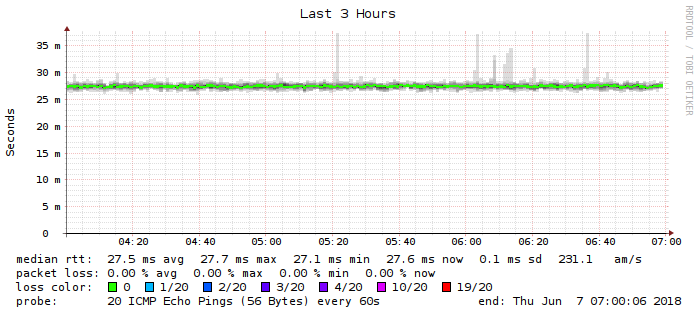 Last 3 Hours
RRDTOOL / TOBI OETIKER
Seconds
35 m
30 m
25 m
20 m
15 m
10 m
5 m
0
04:20 04:40 05:00 05:20 05:40 06:00 06:20 06:40 07:00
median rtt: 27.5 ms avg 27.7 ms max 27.1 ms min 27.6 ms now 0.1 ms sd 231.1 am/s
packet loss: 0.00 % avg 0.00 % max 0.00 % min 0.00 % now
loss color: 0 1/20 2/20 3/20 4/20 10/20 19/20
probe: 20 ICMP Echo Pings (56 Bytes) every 60s end: Thu Jun 7 07:00:06 2018